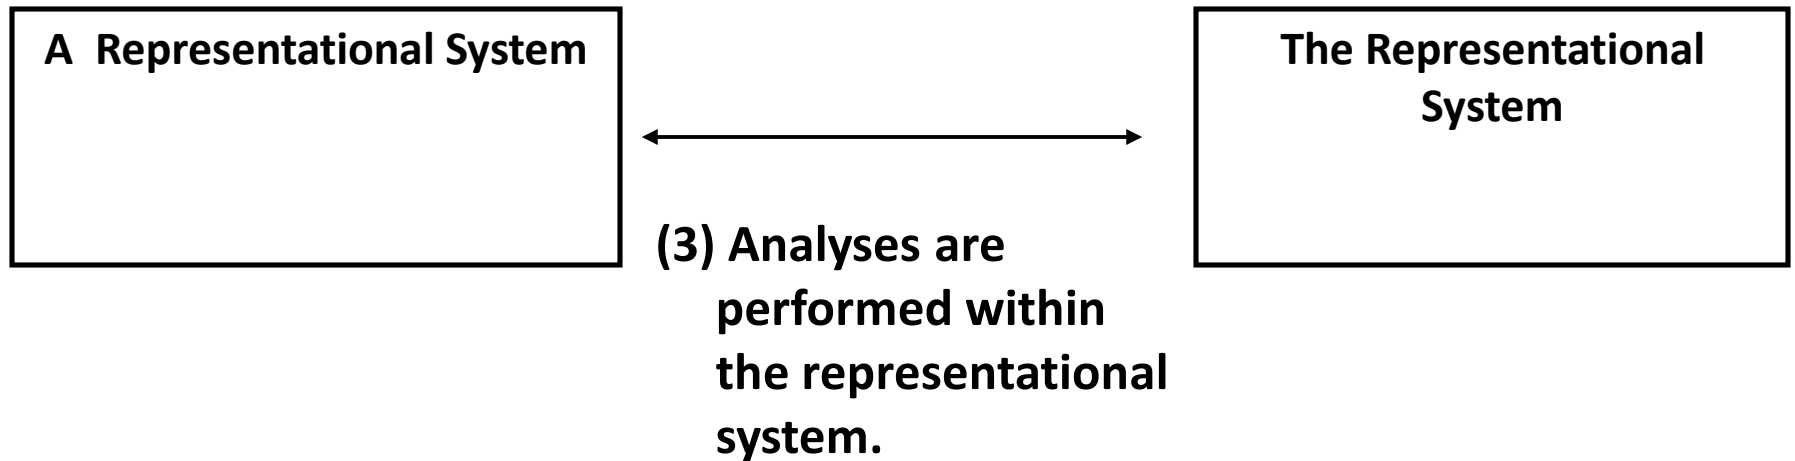 A  Representational System
The Representational
System
(3) Analyses are
performed within
the representational
system.